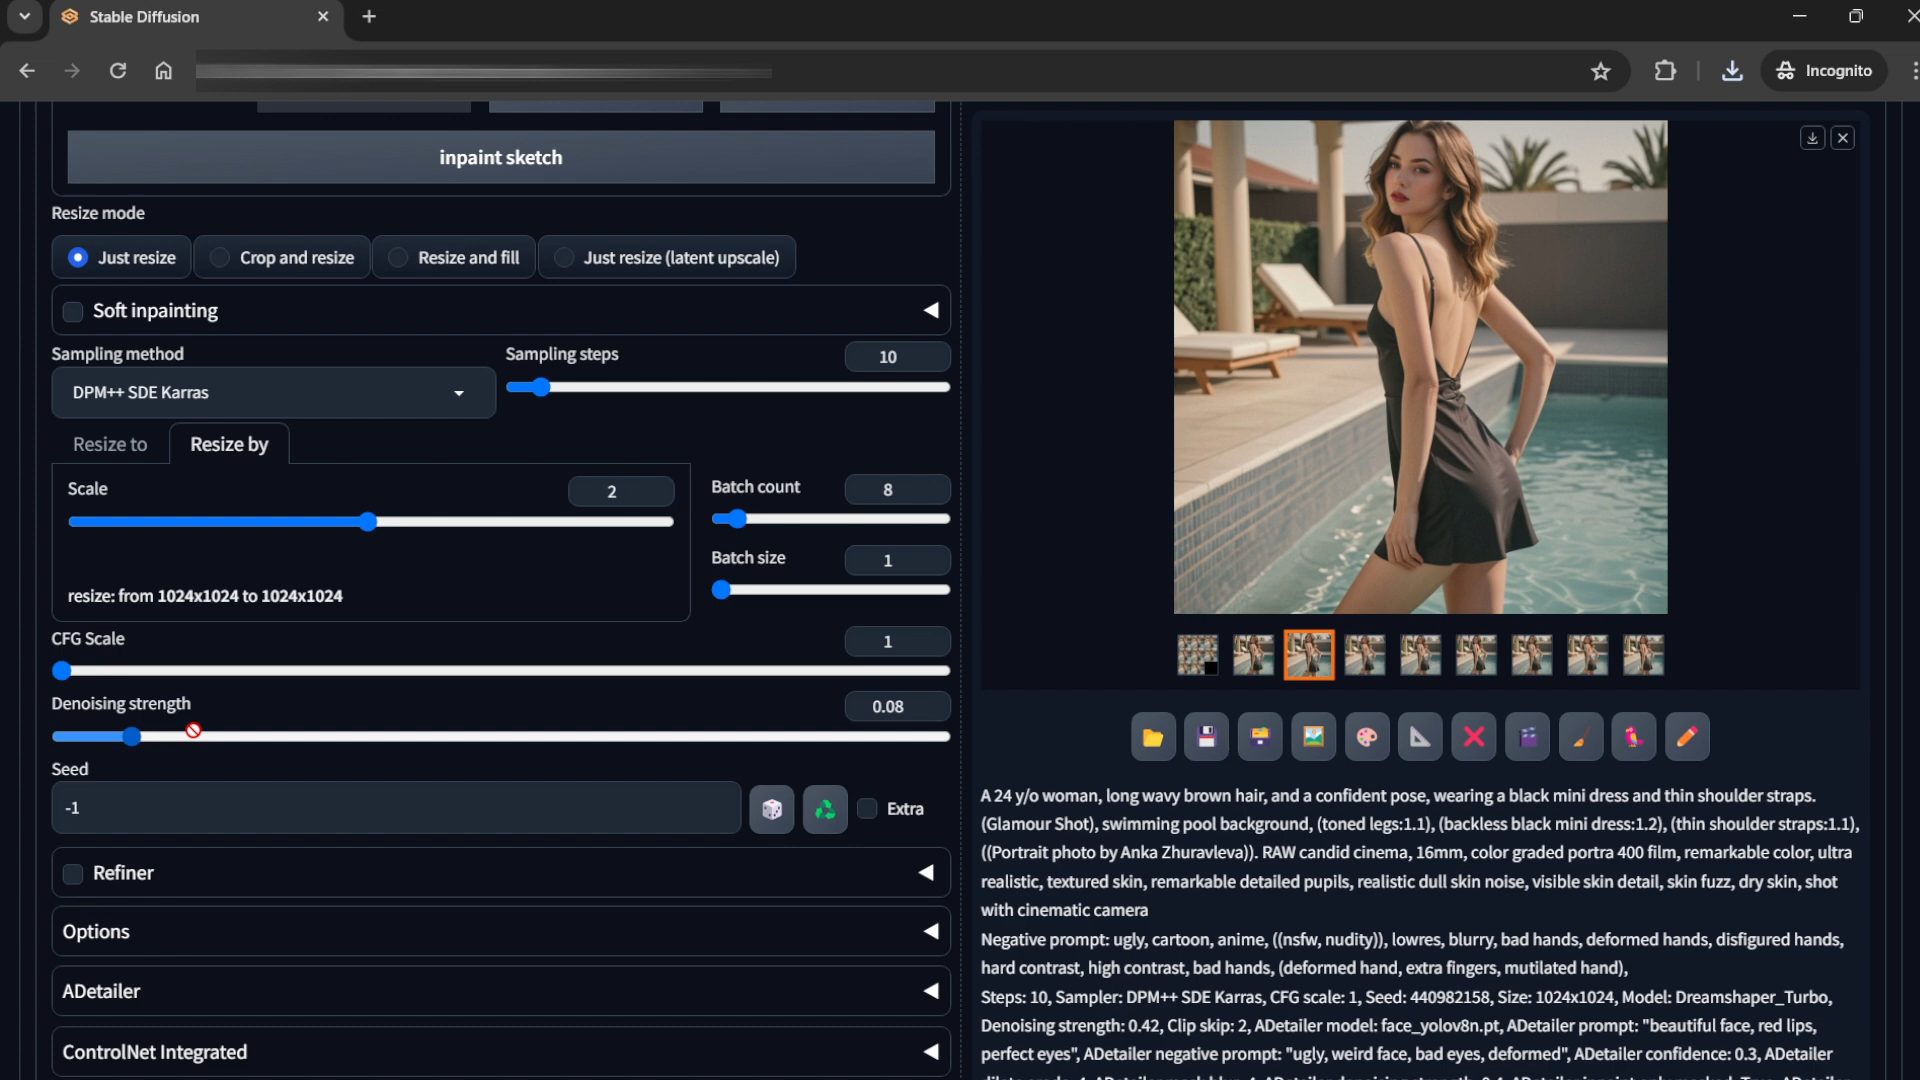 Stable Diffusion
Incognito
inpaint sketch
Resize mode
Just resize
Crop and resize
Resize and fill
Just resize (latent upscale)
Soft inpainting
Sampling method
Sampling steps
10
DPM++ SDE Karras
Resize to
Resize by
Scale
2
Batch count
8
Batch size
1
resize: from 1024x1024 to 1024x1024
CFG Scale
1
Denoising strength
0.08
Seed
-1
Extra
Refiner
Options
ADetailer
ControlNet Integrated
A 24 y/o woman, long wavy brown hair, and a confident pose, wearing a black mini dress and thin shoulder straps.
(Glamour Shot), swimming pool background, (toned legs:1.1), (backless black mini dress:1.2), (thin shoulder straps:1.1),
((Portrait photo by Anka Zhuravleva)). RAW candid cinema, 16mm, color graded portra 400 film, remarkable color, ultra
realistic, textured skin, remarkable detailed pupils, realistic dull skin noise, visible skin detail, skin fuzz, dry skin, shot
with cinematic camera
Negative prompt: ugly, cartoon, anime, ((nsfw, nudity)), lowres, blurry, bad hands, deformed hands, disfigured hands,
hard contrast, high contrast, bad hands, (deformed hand, extra fingers, mutilated hand),
Steps: 10, Sampler: DPM++ SDE Karras, CFG scale: 1, Seed: 440982158, Size: 1024x1024, Model: Dreamshaper_Turbo,
Denoising strength: 0.42, Clip skip: 2, ADetailer model: face_yolov8n.pt, ADetailer prompt: "beautiful face, red lips,
perfect eyes", ADetailer negative prompt: "ugly, weird face, bad eyes, deformed", ADetailer confidence: 0.3, ADetailer